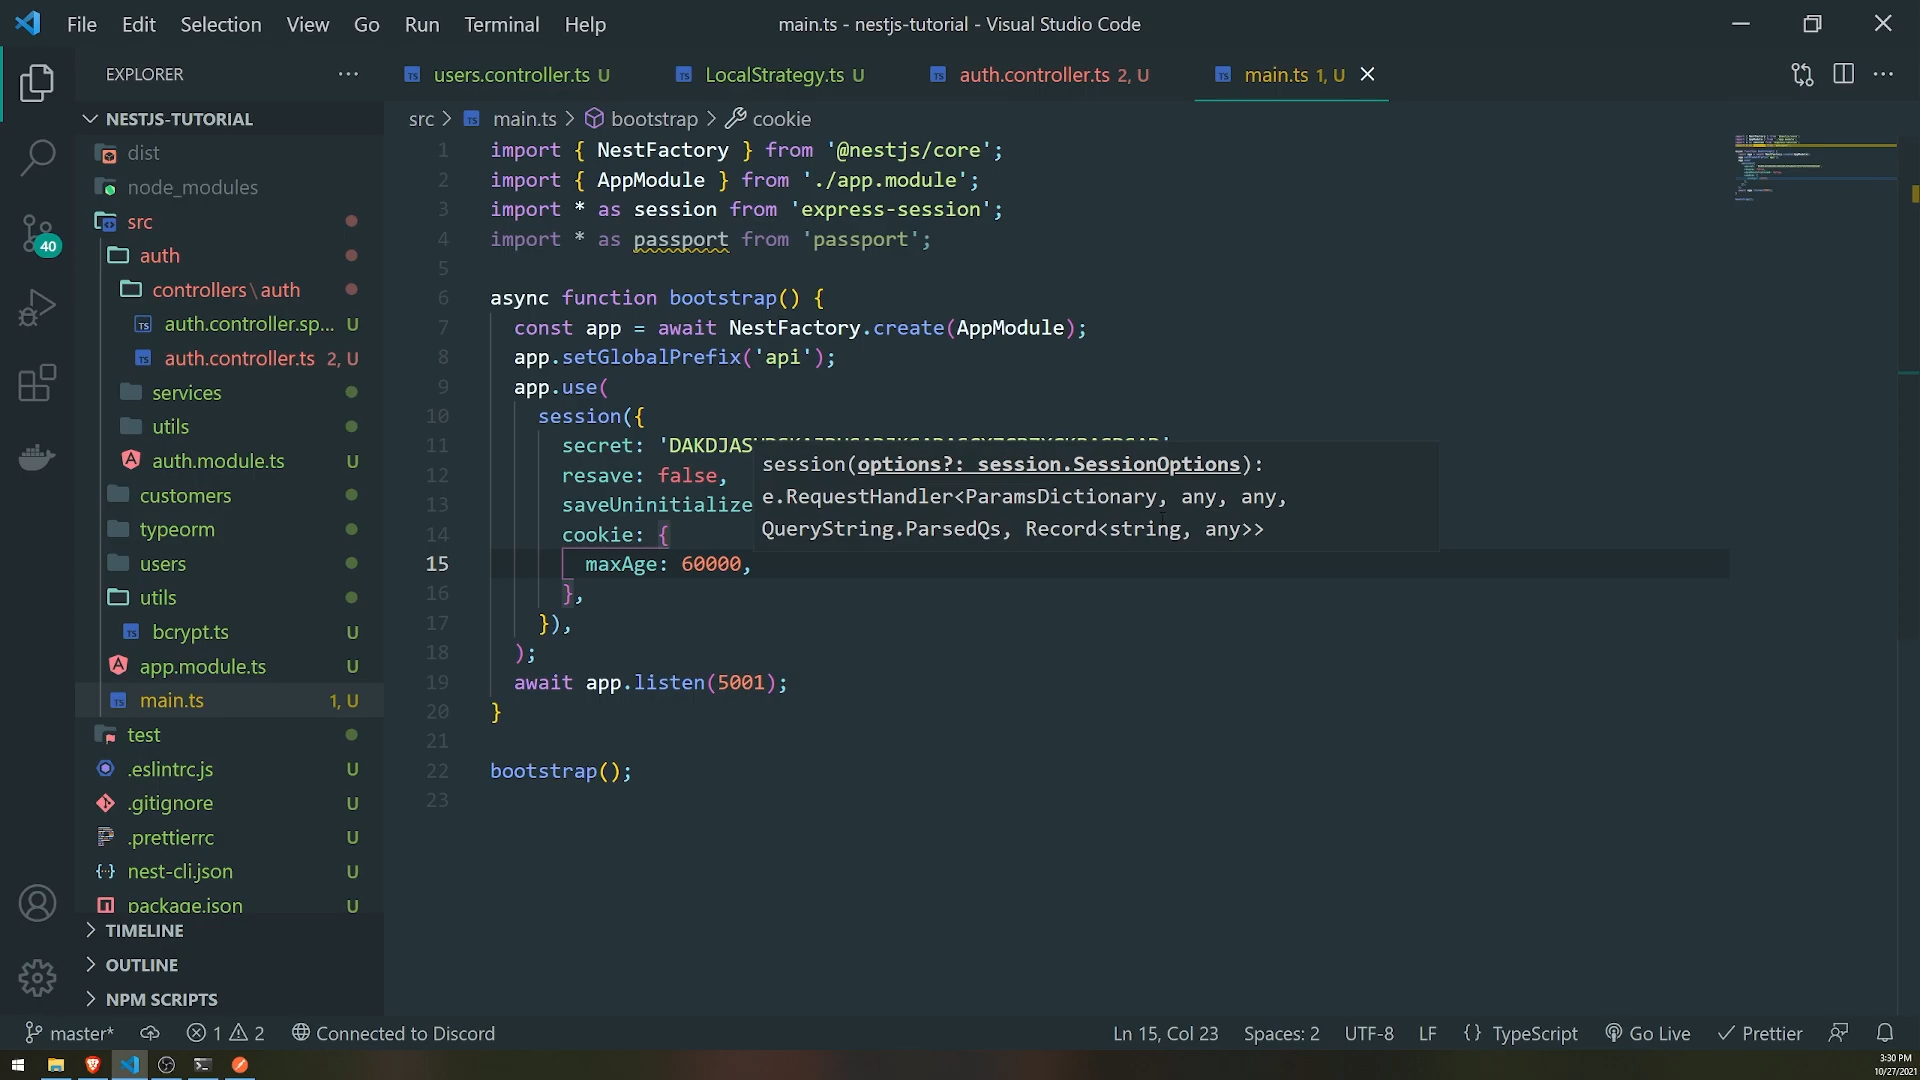 File Edit Selection View Go Run Terminal Help
main.ts - nestjs-tutorial - Visual Studio Code
EXPLORER
users.controller.ts U
LocalStrategy.ts U
auth.controller.ts 2, U
main.ts 1, U
NESTJS-TUTORIAL
dist
node_modules
src
auth
controllers\auth
auth.controller.sp... U
auth.controller.ts 2, U
services
utils
auth.module.ts U
customers
typeorm
users
utils
bcrypt.ts U
app.module.ts U
main.ts 1, U
test
.eslintrc.js U
.gitignore U
.prettierrc U
nest-cli.json U
package.json U
TIMELINE
OUTLINE
NPM SCRIPTS
40
src > main.ts > bootstrap > cookie
1 import { NestFactory } from '@nestjs/core';
2 import { AppModule } from './app.module';
3 import * as session from 'express-session';
4 import * as passport from 'passport';
5
6 async function bootstrap() {
7 const app = await NestFactory.create(AppModule);
8 app.setGlobalPrefix('api');
9 app.use(
10 session({
11 secret: 'DAKDJAS
12 resave: false,
13 saveUninitialize
14 cookie: {
15 maxAge: 60000,
16 },
17 }),
18 );
19 await app.listen(5001);
20 }
21
22 bootstrap();
23
session(options?: session.SessionOptions):
e.RequestHandler<ParamsDictionary, any, any,
QueryString.ParsedQs, Record<string, any>>
master* 1 2 Connected to Discord
Ln 15, Col 23 Spaces: 2 UTF-8 LF {} TypeScript Go Live Prettier
3:30 PM
10/27/2021